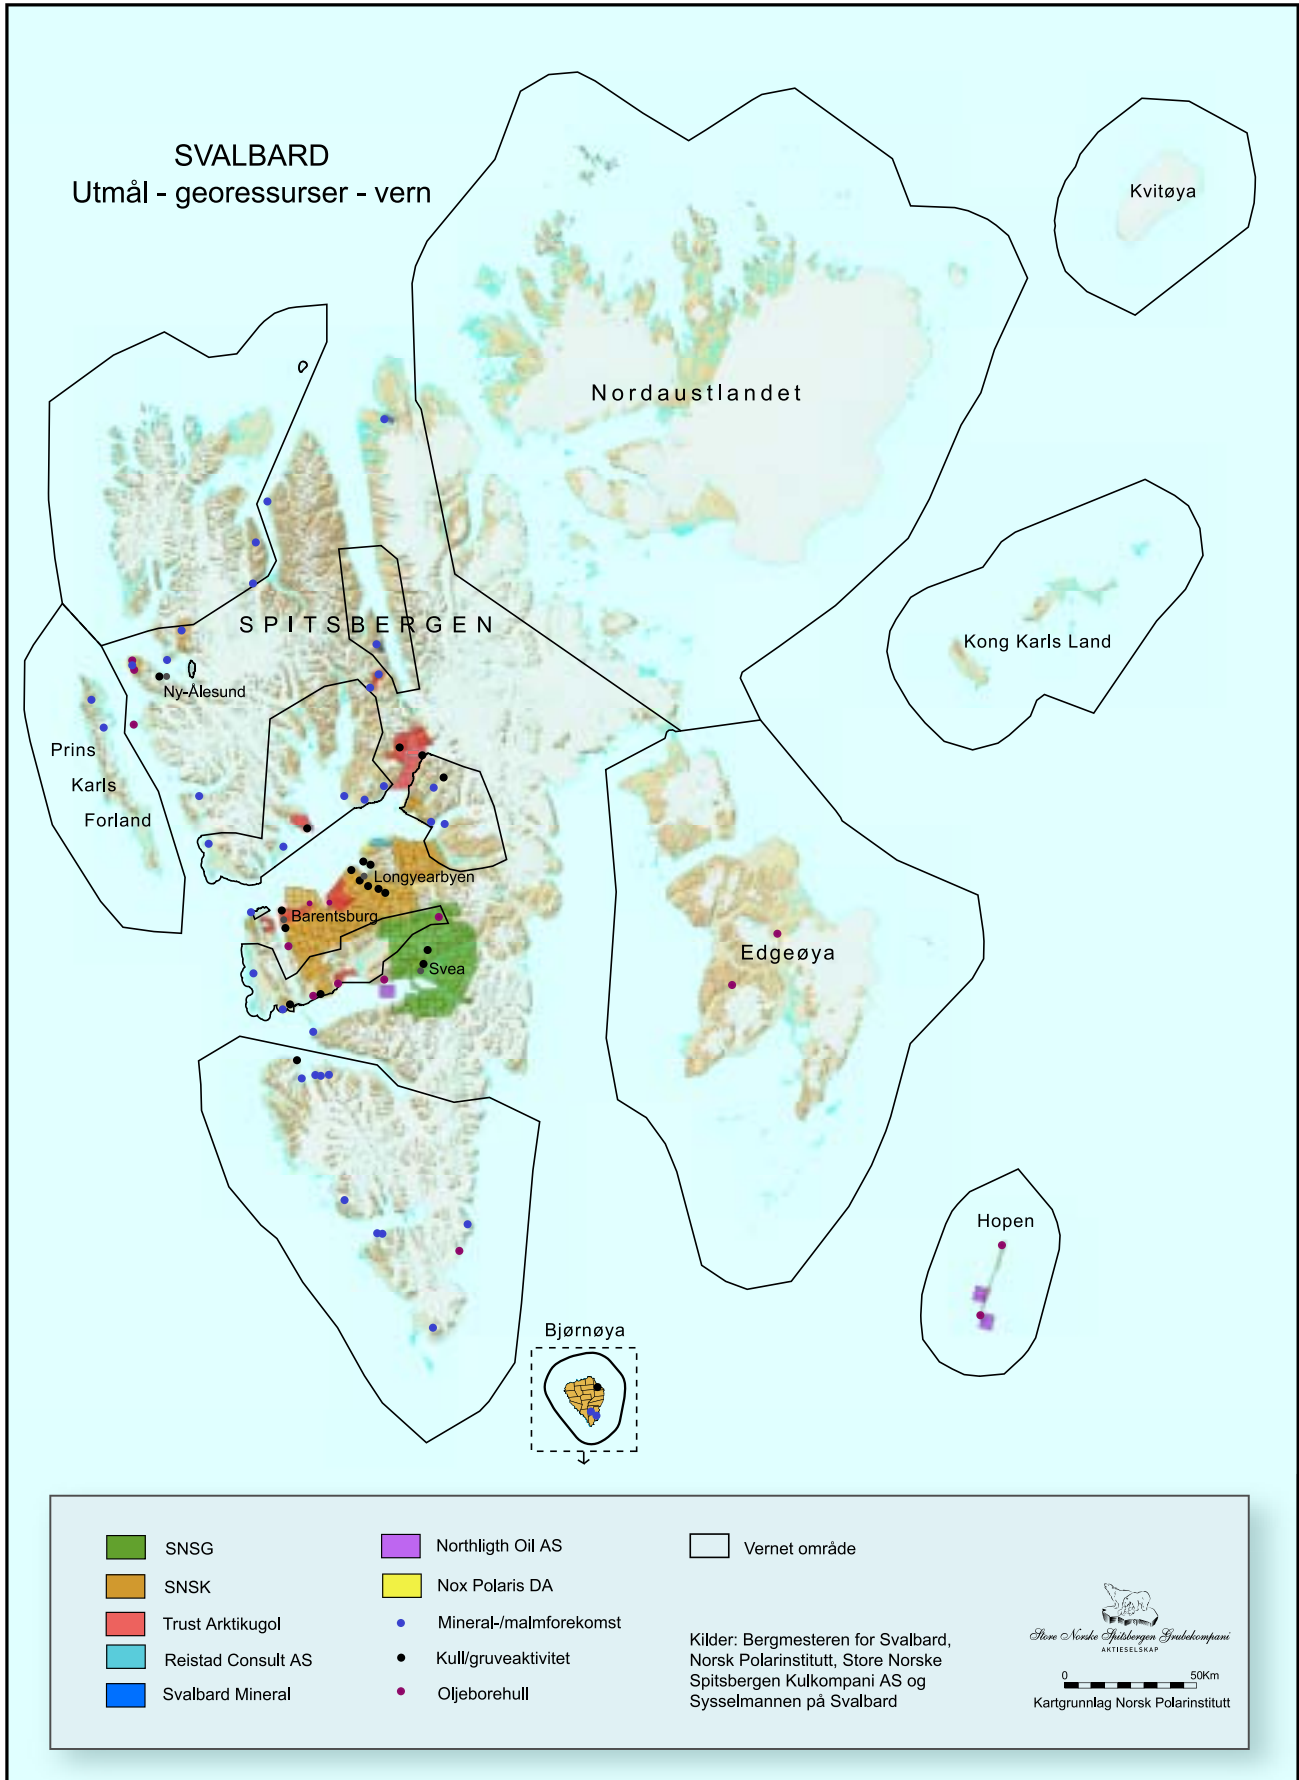 SVALBARD
Utmål - georessurser - vern
Kvitøya
Nordaustlandet
SPITSBERGEN
Kong Karls Land
Ny-Ålesund
Prins
Karls
Forland
Longyearbyen
Barentsburg
Svea
Edgeøya
Hopen
Bjørnøya
SNSG
SNSK
Trust Arktikugol
Reistad Consult AS
Svalbard Mineral
Northligth Oil AS
Nox Polaris DA
Mineral-/malmforekomst
Kull/gruveaktivitet
Oljeborehull
Vernet område
Kilder: Bergmesteren for Svalbard,
Norsk Polarinstitutt, Store Norske
Spitsbergen Kulkompani AS og
Sysselmannen på Svalbard
Store Norske Spitsbergen Grubekompani
AKTIESELSKAP
0 50Km
Kartgrunnlag Norsk Polarinstitutt